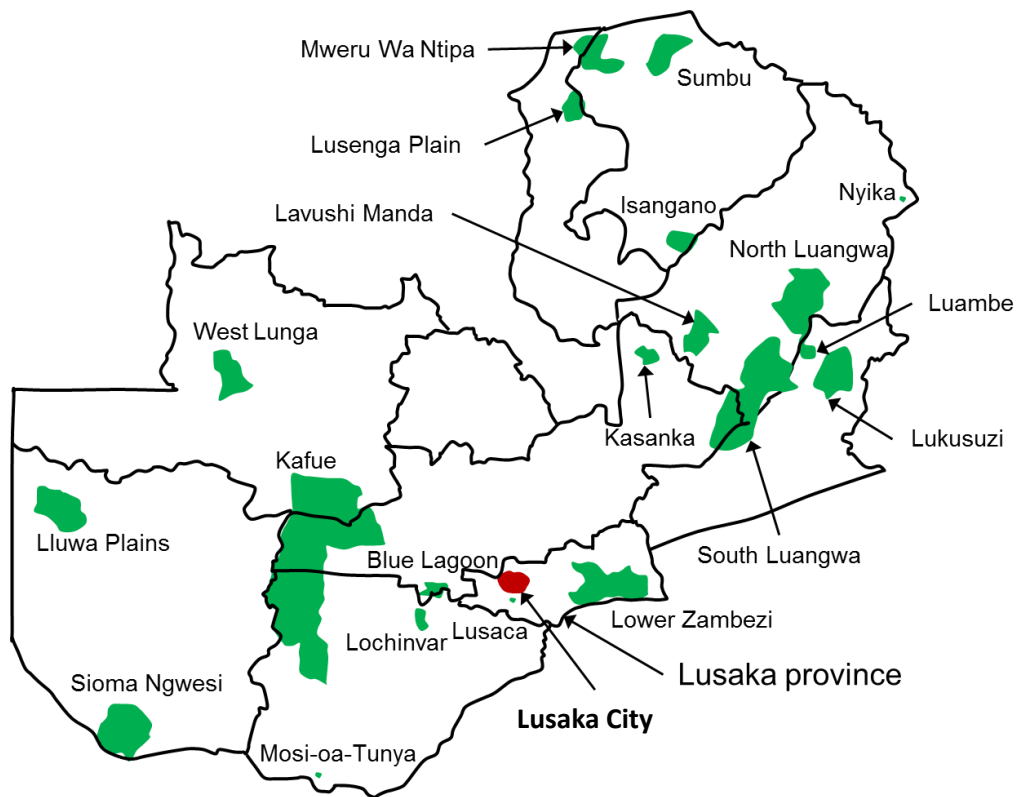 Mweru Wa Ntipa
Sumbu
Lusenga Plain
Nyika
Isangano
Lavushi Manda
North Luangwa
Luambe
West Lunga
Kasanka
Lukusuzi
Kafue
Lluwa Plains
South Luangwa
Blue Lagoon
Lower Zambezi
Lusaca
Lochinvar
Lusaka province
Sioma Ngwesi
Lusaka City
Mosi-oa-Tunya